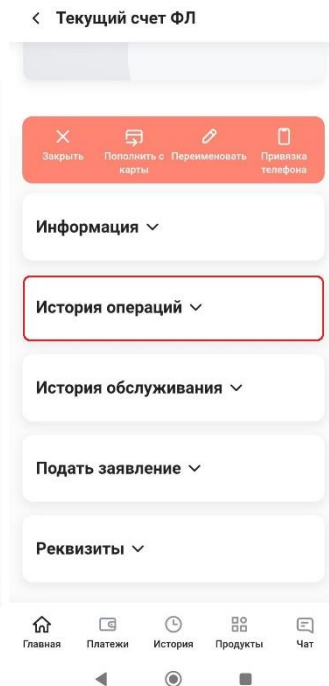 Текущий счет ФЛ
Закрыть
Пополнить с карты
Переименовать
Привязка телефона
Информация
История операций
История обслуживания
Подать заявление
Реквизиты
Главная
Платежи
История
Продукты
Чат